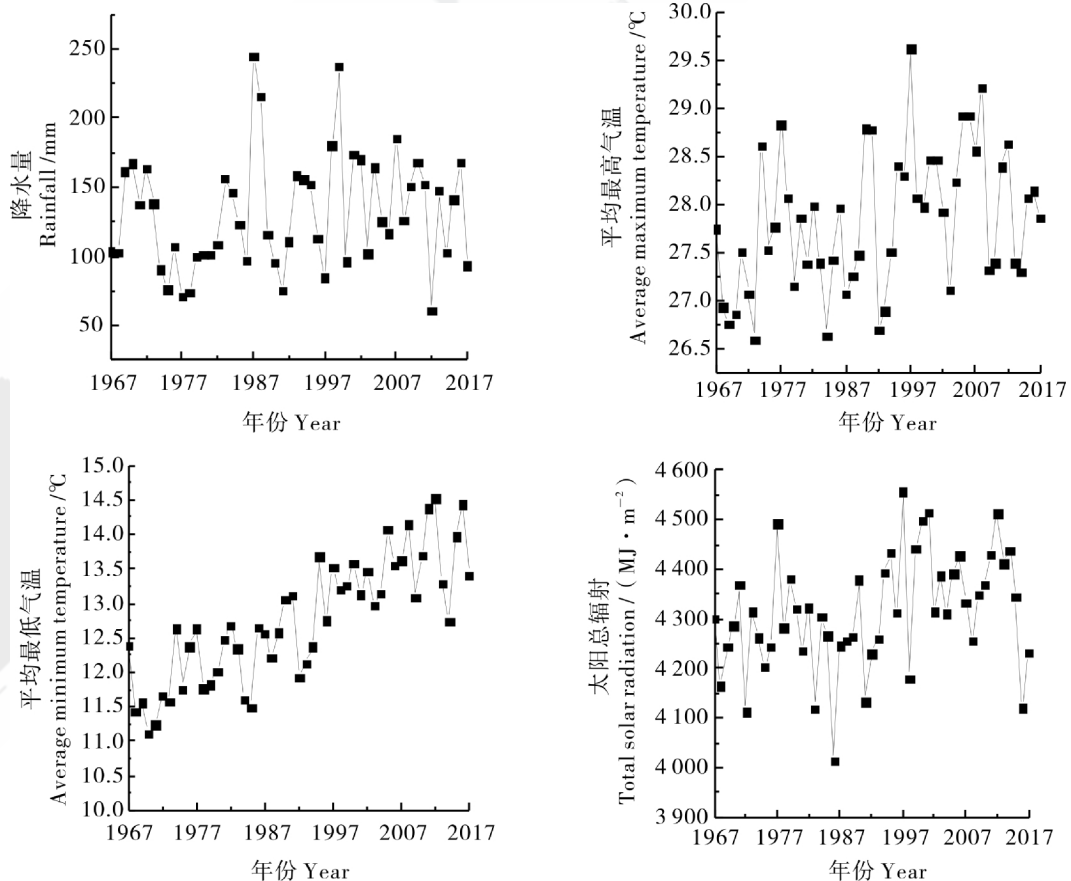 降水量
Rainfall /mm
250
200
150
100
50
1967 1977 1987 1997 2007 2017
年份 Year
平均最高气温
Average maximum temperature /℃
30.0
29.5
29.0
28.5
28.0
27.5
27.0
26.5
1967 1977 1987 1997 2007 2017
年份 Year
平均最低气温
Average minimum temperature /℃
15.0
14.5
14.0
13.5
13.0
12.5
12.0
11.5
11.0
10.5
10.0
1967 1977 1987 1997 2007 2017
年份 Year
太阳总辐射
Total solar radiation / ( MJ · m⁻² )
4 600
4 500
4 400
4 300
4 200
4 100
4 000
3 900
1967 1977 1987 1997 2007 2017
年份 Year